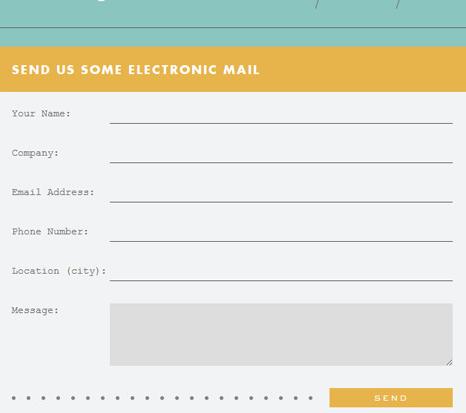 SEND US SOME ELECTRONIC MAIL
Your Name:
Company:
Email Address:
Phone Number:
Location (city):
Message:
SEND